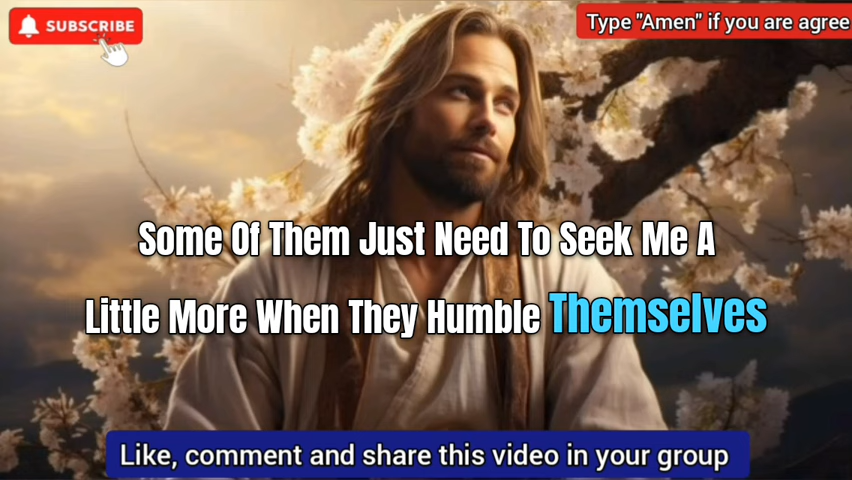 SUBSCRIBE
Type "Amen" if you are agree
Some Of Them Just Need To Seek Me A
Little More When They Humble Themselves
Like, comment and share this video in your group